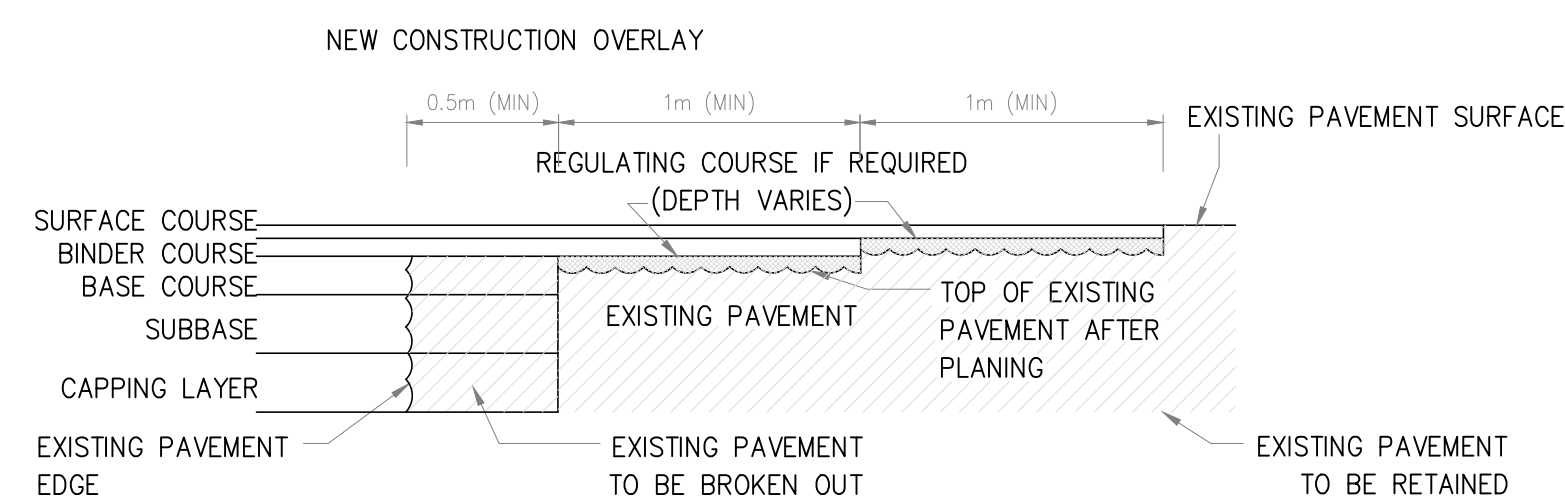 NEW CONSTRUCTION OVERLAY
0.5m (MIN)
1m (MIN)
1m (MIN)
EXISTING PAVEMENT SURFACE
REGULATING COURSE IF REQUIRED
(DEPTH VARIES)
SURFACE COURSE
BINDER COURSE
BASE COURSE
SUBBASE
CAPPING LAYER
EXISTING PAVEMENT
TOP OF EXISTING
PAVEMENT AFTER
PLANING
EXISTING PAVEMENT
EDGE
EXISTING PAVEMENT
TO BE BROKEN OUT
EXISTING PAVEMENT
TO BE RETAINED